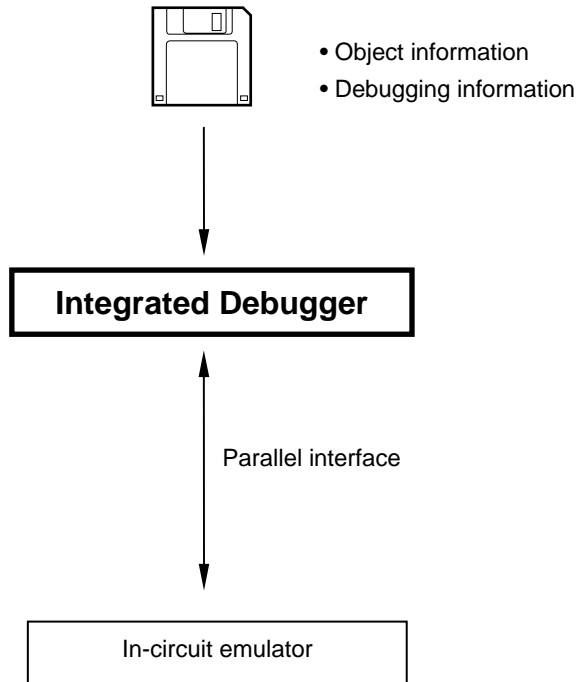 • Object information
• Debugging information
Integrated Debugger
Parallel interface
In-circuit emulator